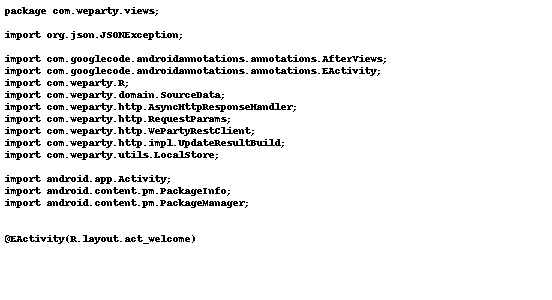 package com.weparty.views;

import org.json.JSONException;

import com.googlecode.androidannotations.annotations.AfterViews;
import com.googlecode.androidannotations.annotations.EActivity;
import com.weparty.R;
import com.weparty.domain.SourceData;
import com.weparty.http.AsyncHttpResponseHandler;
import com.weparty.http.RequestParams;
import com.weparty.http.WePartyRestClient;
import com.weparty.http.impl.UpdateResultBuild;
import com.weparty.utils.LocalStore;

import android.app.Activity;
import android.content.pm.PackageInfo;
import android.content.pm.PackageManager;

@EActivity(R.layout.act_welcome)